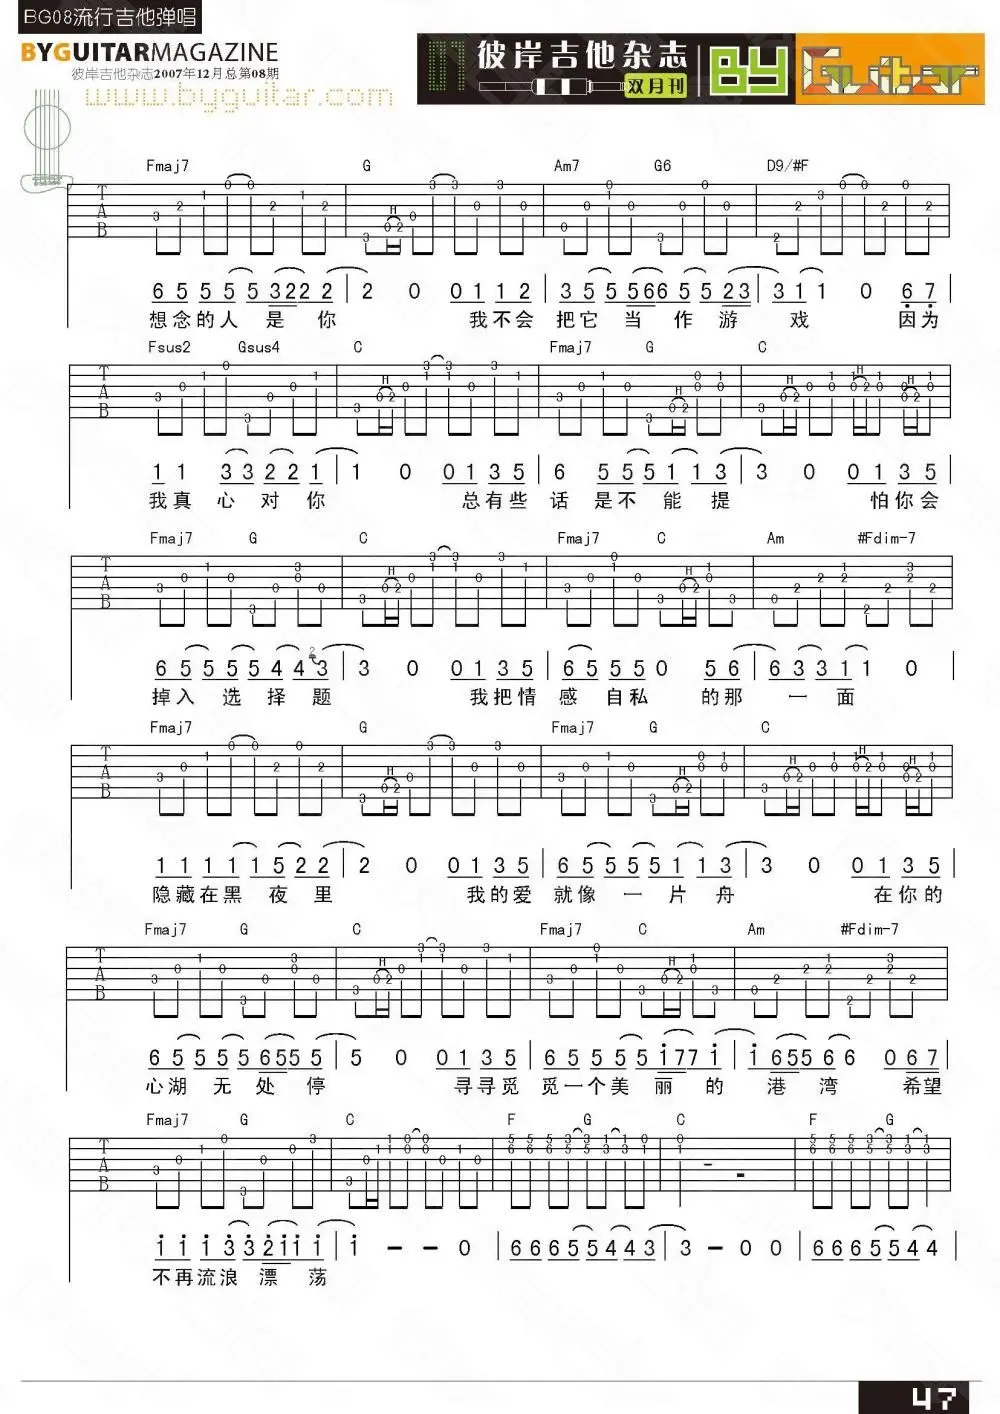 BG08流行吉他弹唱
BYGUITARMAGAZINE
彼岸吉他杂志2007年12月总第08期
www.byguitar.com
彼岸吉他杂志
双月刊
BY
Guitar
Fmaj7 G Am7 G6 D9/#F
6 5 5 5 5 5 3 2 2 2 | 2 0 0 1 1 2 | 3 5 5 5 6 6 5 5 2 3 | 3 1 1 0 6 7
想念的人 是 你 我不会 把它 当 作 游 戏 因为
Fsus2 Gsus4 C Fmaj7 G C
1 1 3 3 2 2 1 | 1 0 0 1 3 5 | 6 5 5 5 1 1 3 | 3 0 0 1 3 5
我真 心 对 你 总有些 话 是不 能 提 怕你会
Fmaj7 G C Fmaj7 C Am #Fdim-7
6 5 5 5 5 5 4 4 3 | 3 0 0 1 3 5 | 6 5 5 5 0 5 6 | 6 3 3 1 1 0
掉入 选 择 题 我把情 感 自私 的那 一 面
Fmaj7 G Fmaj7 G C
1 1 1 1 1 5 2 2 | 2 0 0 1 3 5 | 6 5 5 5 5 1 1 3 | 3 0 0 1 3 5
隐藏在黑 夜 里 我的爱 就像 一 片 舟 在你的
Fmaj7 G C Fmaj7 C Am #Fdim-7
6 5 5 5 5 6 5 5 5 | 5 0 0 1 3 5 | 6 5 5 5 5 i 7 7 i | i 6 5 5 6 6 0 6 7
心湖 无 处 停 寻寻觅 觅一个美 丽 的 港 湾 希望
Fmaj7 G C F G C F G
i i i 3 3 2 i i i | i - - 0 | 6 6 6 5 5 4 4 3 | 3 - 0 0 | 6 6 6 5 5 4 4
不再流浪 漂 荡
47